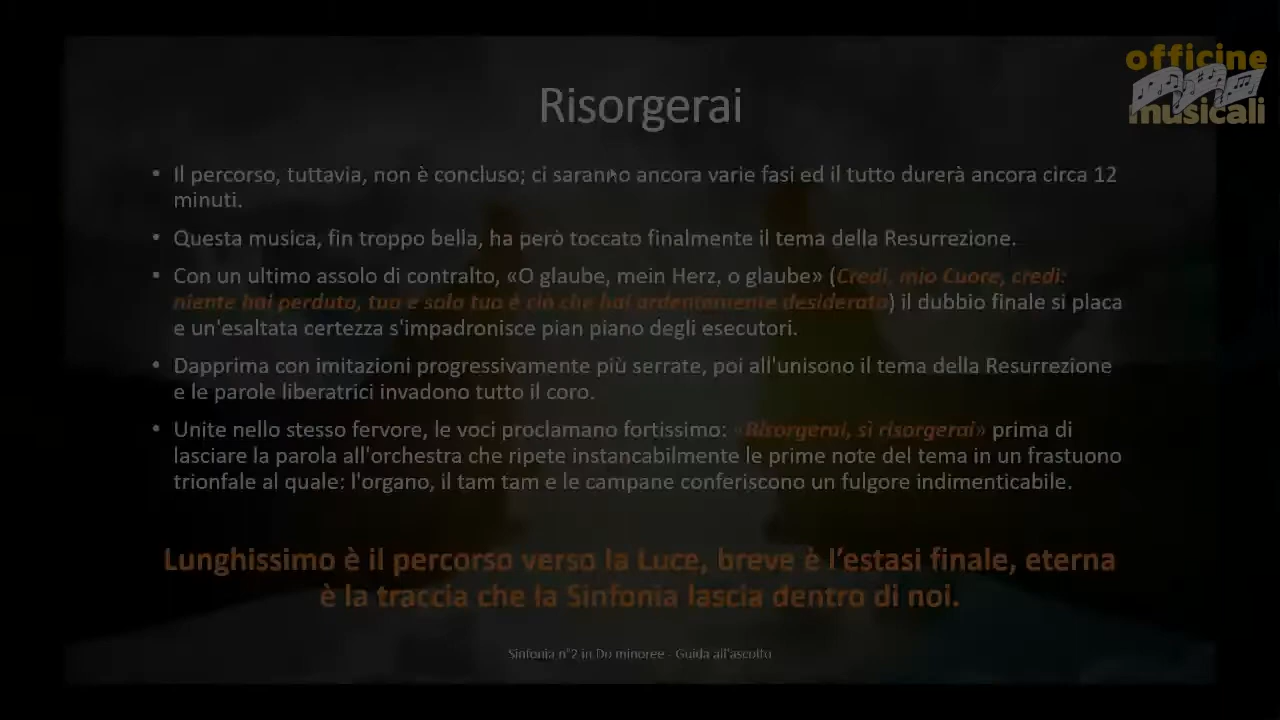 officine
musicali
Risorgerai
• Il percorso, tuttavia, non è concluso; ci saranno ancora varie fasi ed il tutto durerà ancora circa 12
minuti.
• Questa musica, fin troppo bella, ha però toccato finalmente il tema della Resurrezione.
• Con un ultimo assolo di contralto, «O glaube, mein Herz, o glaube» (Credi, mio Cuore, credi:
niente hai perduto, tuo e solo tuo è ciò che hai ardentemente desiderato) il dubbio finale si placa
e un'esaltata certezza s'impadronisce pian piano degli esecutori.
• Dapprima con imitazioni progressivamente più serrate, poi all'unisono il tema della Resurrezione
e le parole liberatrici invadono tutto il coro.
• Unite nello stesso fervore, le voci proclamano fortissimo: «Risorgerai, sì risorgerai» prima di
lasciare la parola all'orchestra che ripete instancabilmente le prime note del tema in un frastuono
trionfale al quale: l'organo, il tam tam e le campane conferiscono un fulgore indimenticabile.
Lunghissimo è il percorso verso la Luce, breve è l’estasi finale, eterna
è la traccia che la Sinfonia lascia dentro di noi.
Sinfonia n°2 in Do minoree - Guida all'ascolto